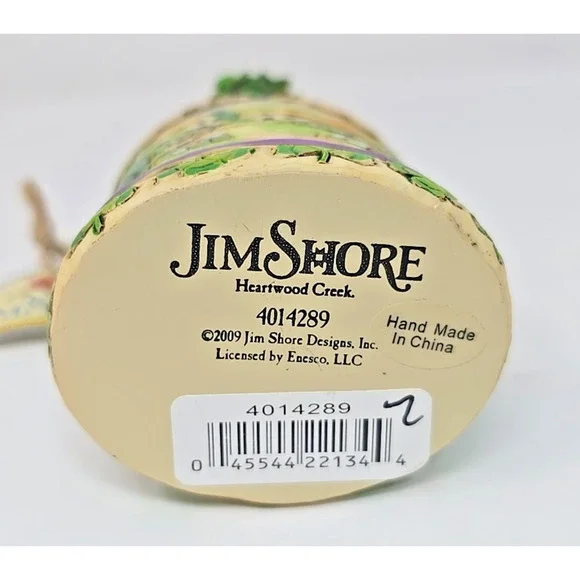 JIM SHORE
Heartwood Creek.
4014289
©2009 Jim Shore Designs, Inc.
Licensed by Enesco, LLC
Hand Made
In China
4014289
0 45544 22134 4